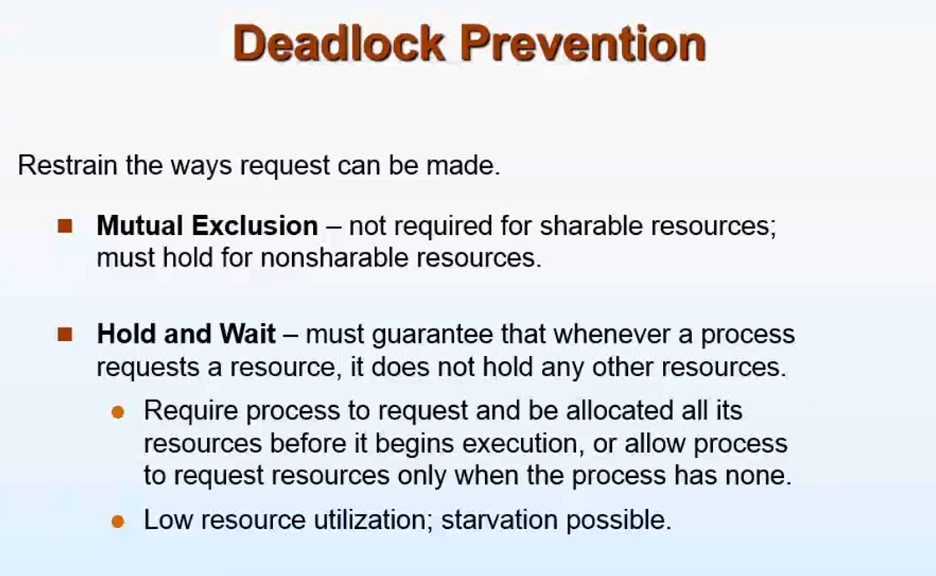 Deadlock Prevention
Restrain the ways request can be made.
Mutual Exclusion – not required for sharable resources;
must hold for nonsharable resources.
Hold and Wait – must guarantee that whenever a process
requests a resource, it does not hold any other resources.
Require process to request and be allocated all its
resources before it begins execution, or allow process
to request resources only when the process has none.
Low resource utilization; starvation possible.